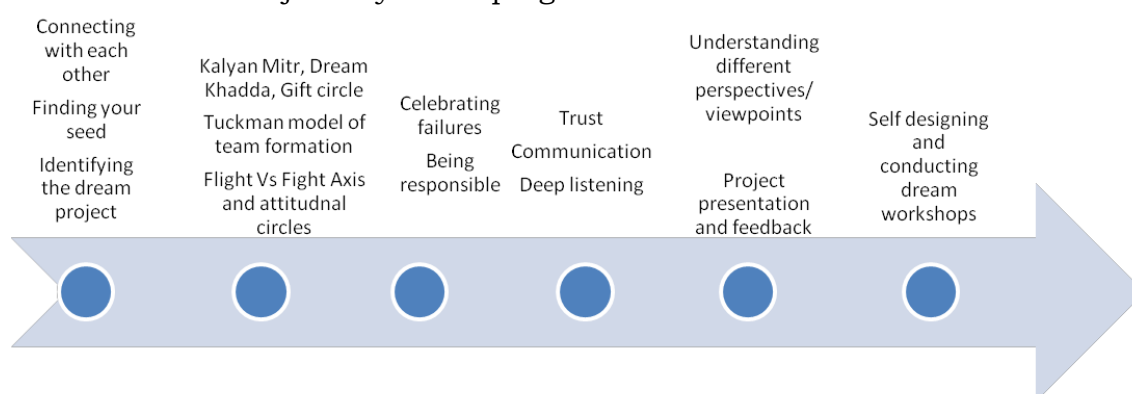 Connecting
with each
other
Finding your
seed
Identifying
the dream
project
Kalyan Mitr, Dream
Khadda, Gift circle
Tuckman model of
team formation
Flight Vs Fight Axis
and attitudnal
circles
Celebrating
failures
Being
responsible
Trust
Communication
Deep listening
Understanding
different
perspectives/
viewpoints
Project
presentation
and feedback
Self designing
and
conducting
dream
workshops